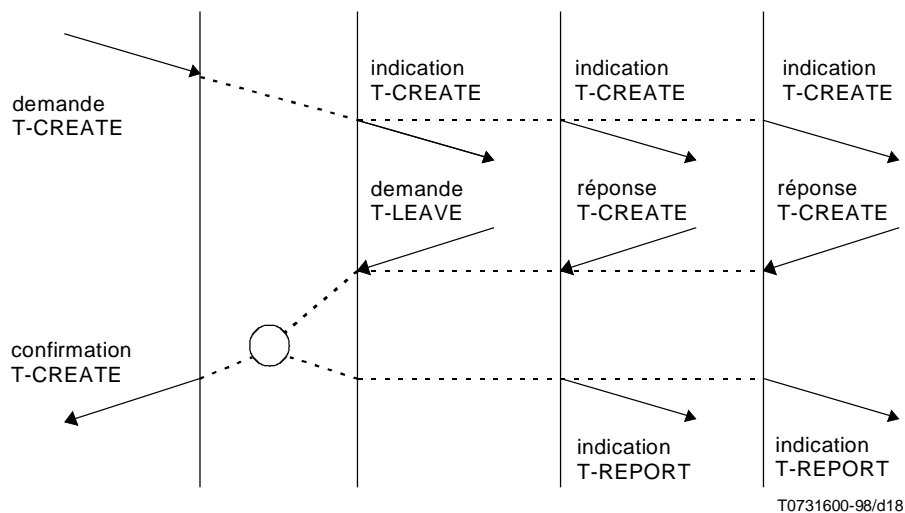 indication
T-CREATE
indication
T-CREATE
indication
T-CREATE
demande
T-CREATE
demande
T-LEAVE
réponse
T-CREATE
réponse
T-CREATE
confirmation
T-CREATE
indication
T-REPORT
indication
T-REPORT
T0731600-98/d18